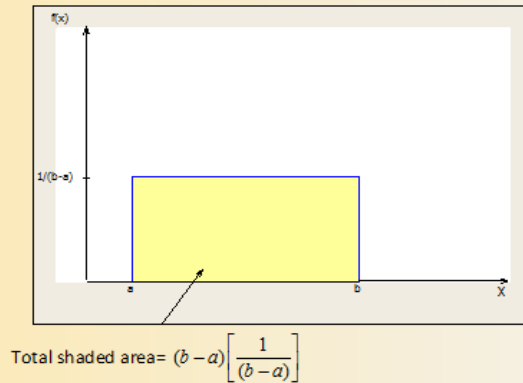 f(x)
1/(b-a)
a b
X
Total shaded area= (b − a)[1/(b − a)]